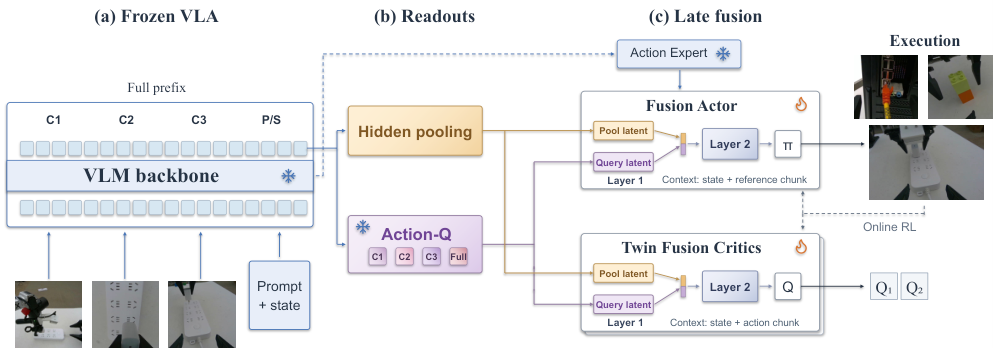 (a) Frozen VLA
(b) Readouts
(c) Late fusion
Full prefix
C1
C2
C3
P/S
VLM backbone
Prompt
+ state
Hidden pooling
Action-Q
C1
C2
C3
Full
Action Expert
Fusion Actor
Pool latent
Query latent
Layer 1
Layer 2
π
Context: state + reference chunk
Twin Fusion Critics
Pool latent
Query latent
Layer 1
Layer 2
Q
Context: state + action chunk
Execution
Online RL
Q₁
Q₂